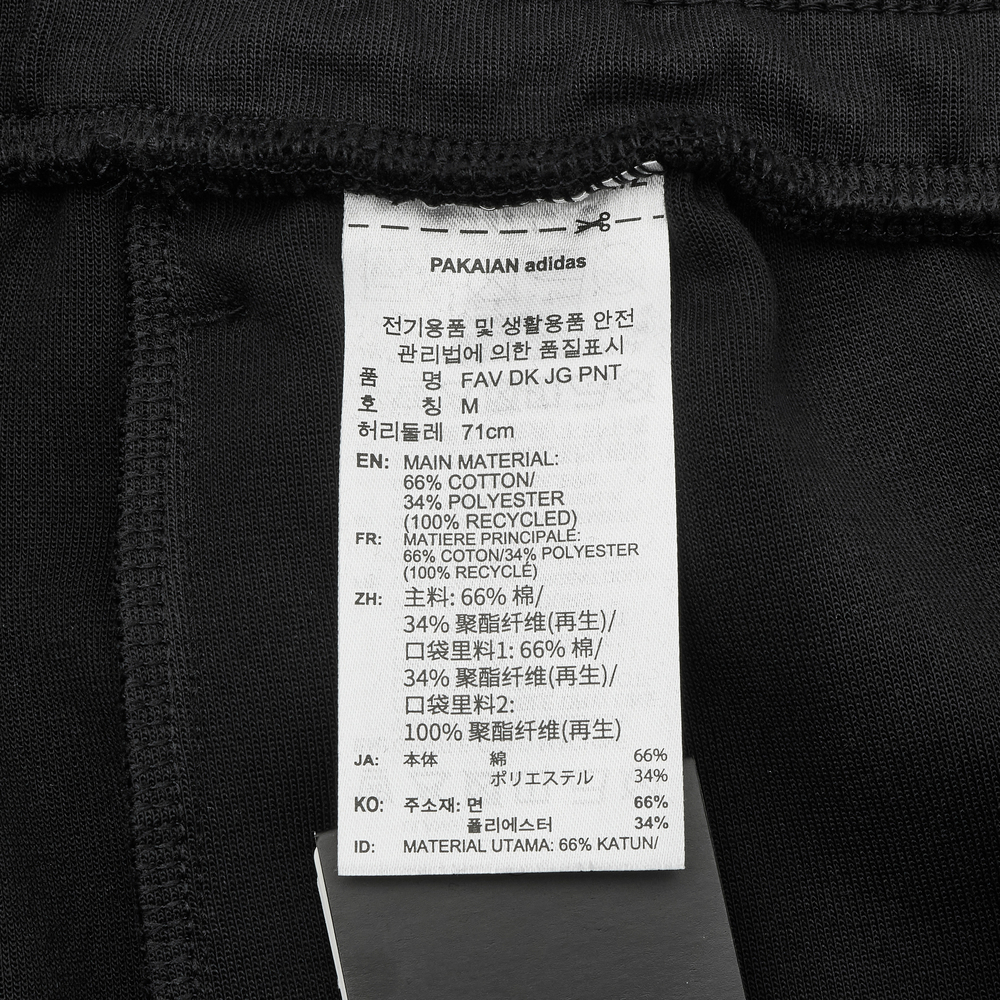 PAKAIAN adidas
전기용품 및 생활용품 안전
관리법에 의한 품질표시
품 명 FAV DK JG PNT
호 칭 M
허리둘레 71cm
EN: MAIN MATERIAL:
66% COTTON/
34% POLYESTER
(100% RECYCLED)
FR: MATIERE PRINCIPALE:
66% COTON/34% POLYESTER
(100% RECYCLÉ)
ZH: 主料: 66% 棉/
34% 聚酯纤维(再生)/
口袋里料1: 66% 棉/
34% 聚酯纤维(再生)/
口袋里料2:
100% 聚酯纤维(再生)
JA: 本体 綿 66%
ポリエステル 34%
KO: 주소재: 면 66%
폴리에스터 34%
ID: MATERIAL UTAMA: 66% KATUN/